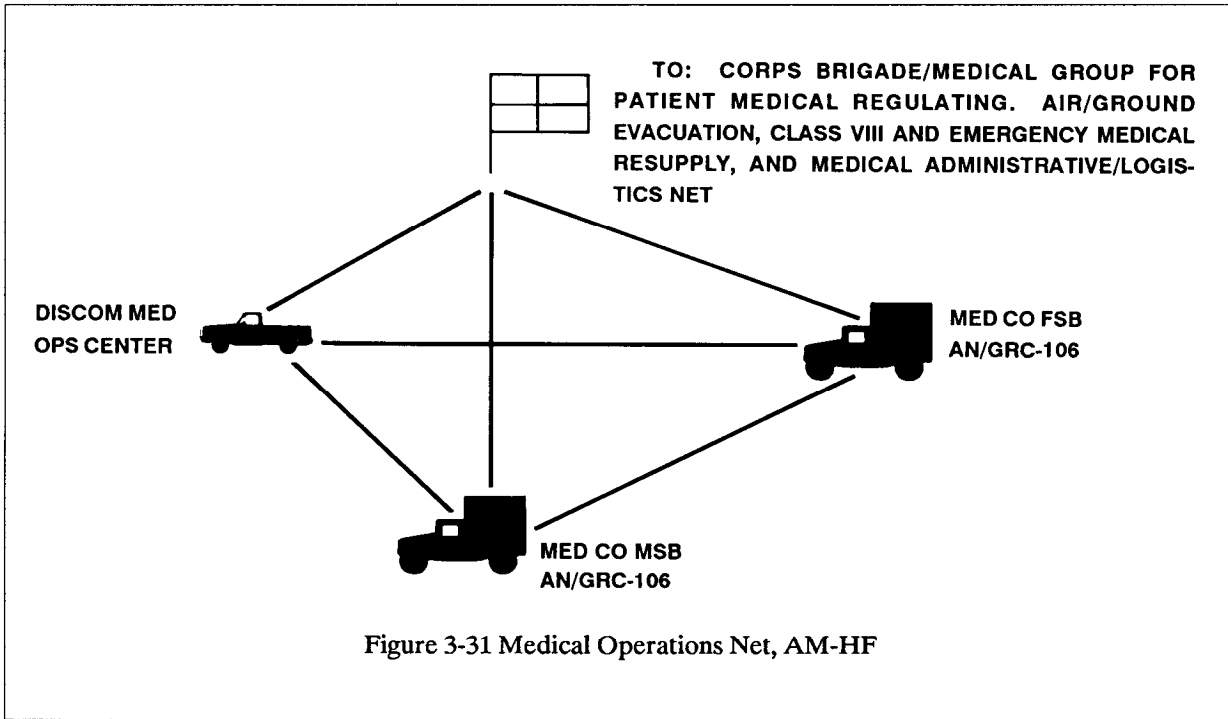 TO: CORPS BRIGADE/MEDICAL GROUP FOR
PATIENT MEDICAL REGULATING. AIR/GROUND
EVACUATION, CLASS VIII AND EMERGENCY MEDICAL
RESUPPLY, AND MEDICAL ADMINISTRATIVE/LOGIS-
TICS NET
DISCOM MED
OPS CENTER
MED CO FSB
AN/GRC-106
MED CO MSB
AN/GRC-106
Figure 3-31 Medical Operations Net, AM-HF